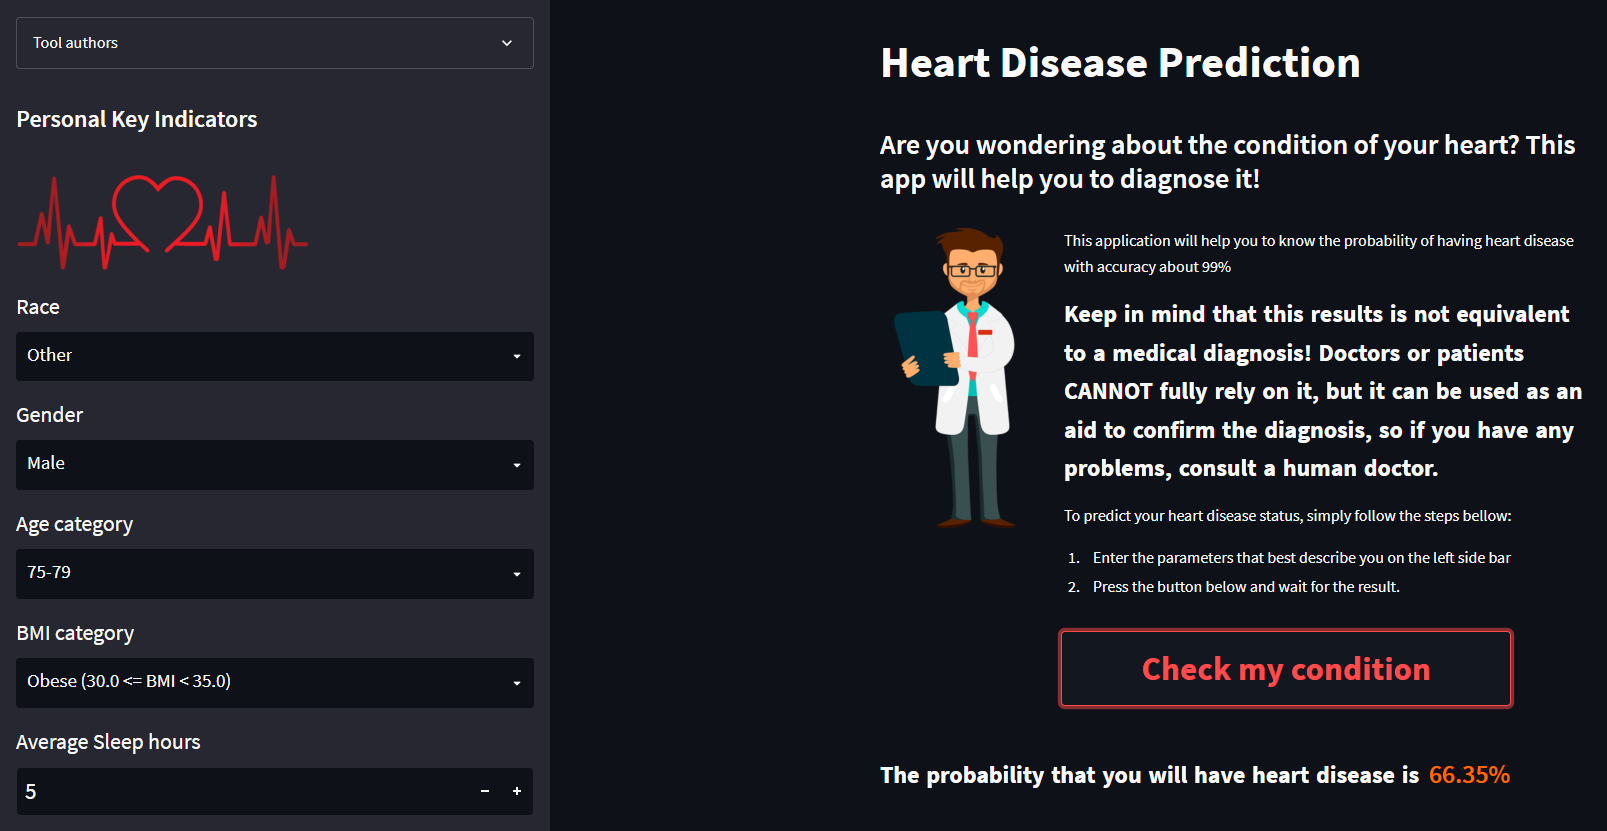 Tool authors
Personal Key Indicators
Race
Other
Gender
Male
Age category
75-79
BMI category
Obese (30.0 <= BMI < 35.0)
Average Sleep hours
5
Heart Disease Prediction
Are you wondering about the condition of your heart? This
app will help you to diagnose it!
This application will help you to know the probability of having heart disease
with accuracy about 99%
Keep in mind that this results is not equivalent
to a medical diagnosis! Doctors or patients
CANNOT fully rely on it, but it can be used as an
aid to confirm the diagnosis, so if you have any
problems, consult a human doctor.
To predict your heart disease status, simply follow the steps bellow:
1. Enter the parameters that best describe you on the left side bar
2. Press the button below and wait for the result.
Check my condition
The probability that you will have heart disease is 66.35%